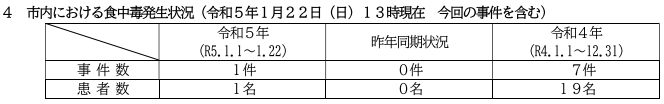 ４　市内における食中毒発生状況（令和５年１月２２日（日）１３時現在　今回の事件を含む）
令和５年 昨年同期状況 令和４年
（R5.1.1～1.22） （R4.1.1～12.31）
事件数 １件 ０件 ７件
患者数 １名 ０名 １９名